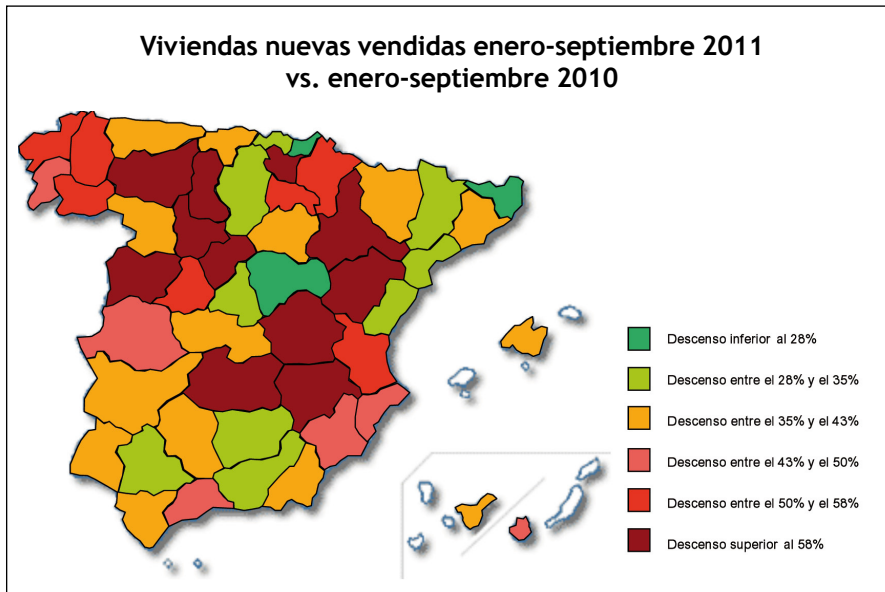 Viviendas nuevas vendidas enero-septiembre 2011
vs. enero-septiembre 2010
Descenso inferior al 28%
Descenso entre el 28% y el 35%
Descenso entre el 35% y el 43%
Descenso entre el 43% y el 50%
Descenso entre el 50% y el 58%
Descenso superior al 58%